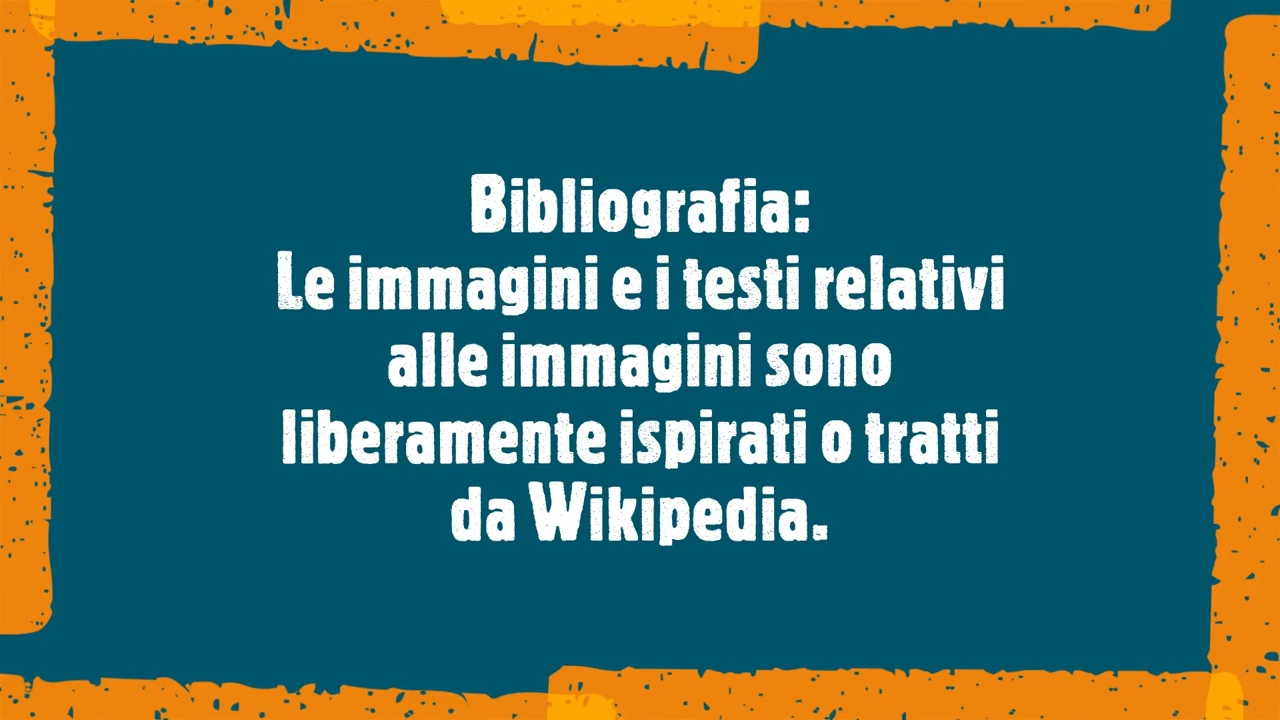 Bibliografia:
Le immagini e i testi relativi
alle immagini sono
liberamente ispirati o tratti
da Wikipedia.